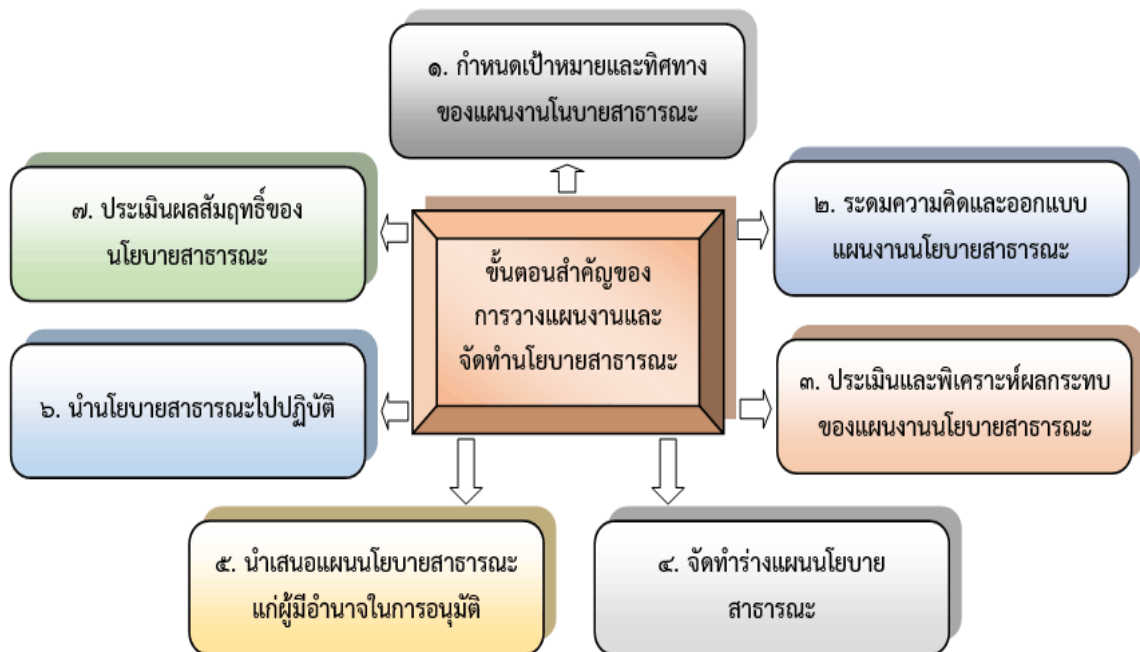 ๑. กำหนดเป้าหมายและทิศทาง
ของแผนงานโนบายสาธารณะ
๒. ระดมความคิดและออกแบบ
แผนงานนโยบายสาธารณะ
๓. ประเมินและพิเคราะห์ผลกระทบ
ของแผนงานนโยบายสาธารณะ
๔. จัดทำร่างแผนนโยบาย
สาธารณะ
๕. นำเสนอแผนนโยบายสาธารณะ
แก่ผู้มีอำนาจในการอนุมัติ
๖. นำนโยบายสาธารณะไปปฏิบัติ
๗. ประเมินผลสัมฤทธิ์ของ
นโยบายสาธารณะ
ขั้นตอนสำคัญของ
การวางแผนงานและ
จัดทำนโยบายสาธารณะ